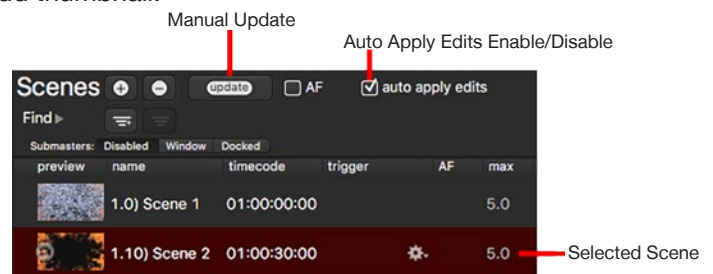 Manual Update
Auto Apply Edits Enable/Disable
Scenes update AF auto apply edits
Find
Submasters: Disabled Window Docked
preview name timecode trigger AF max
1.0) Scene 1 01:00:00:00 5.0
1.10) Scene 2 01:00:30:00 5.0 Selected Scene